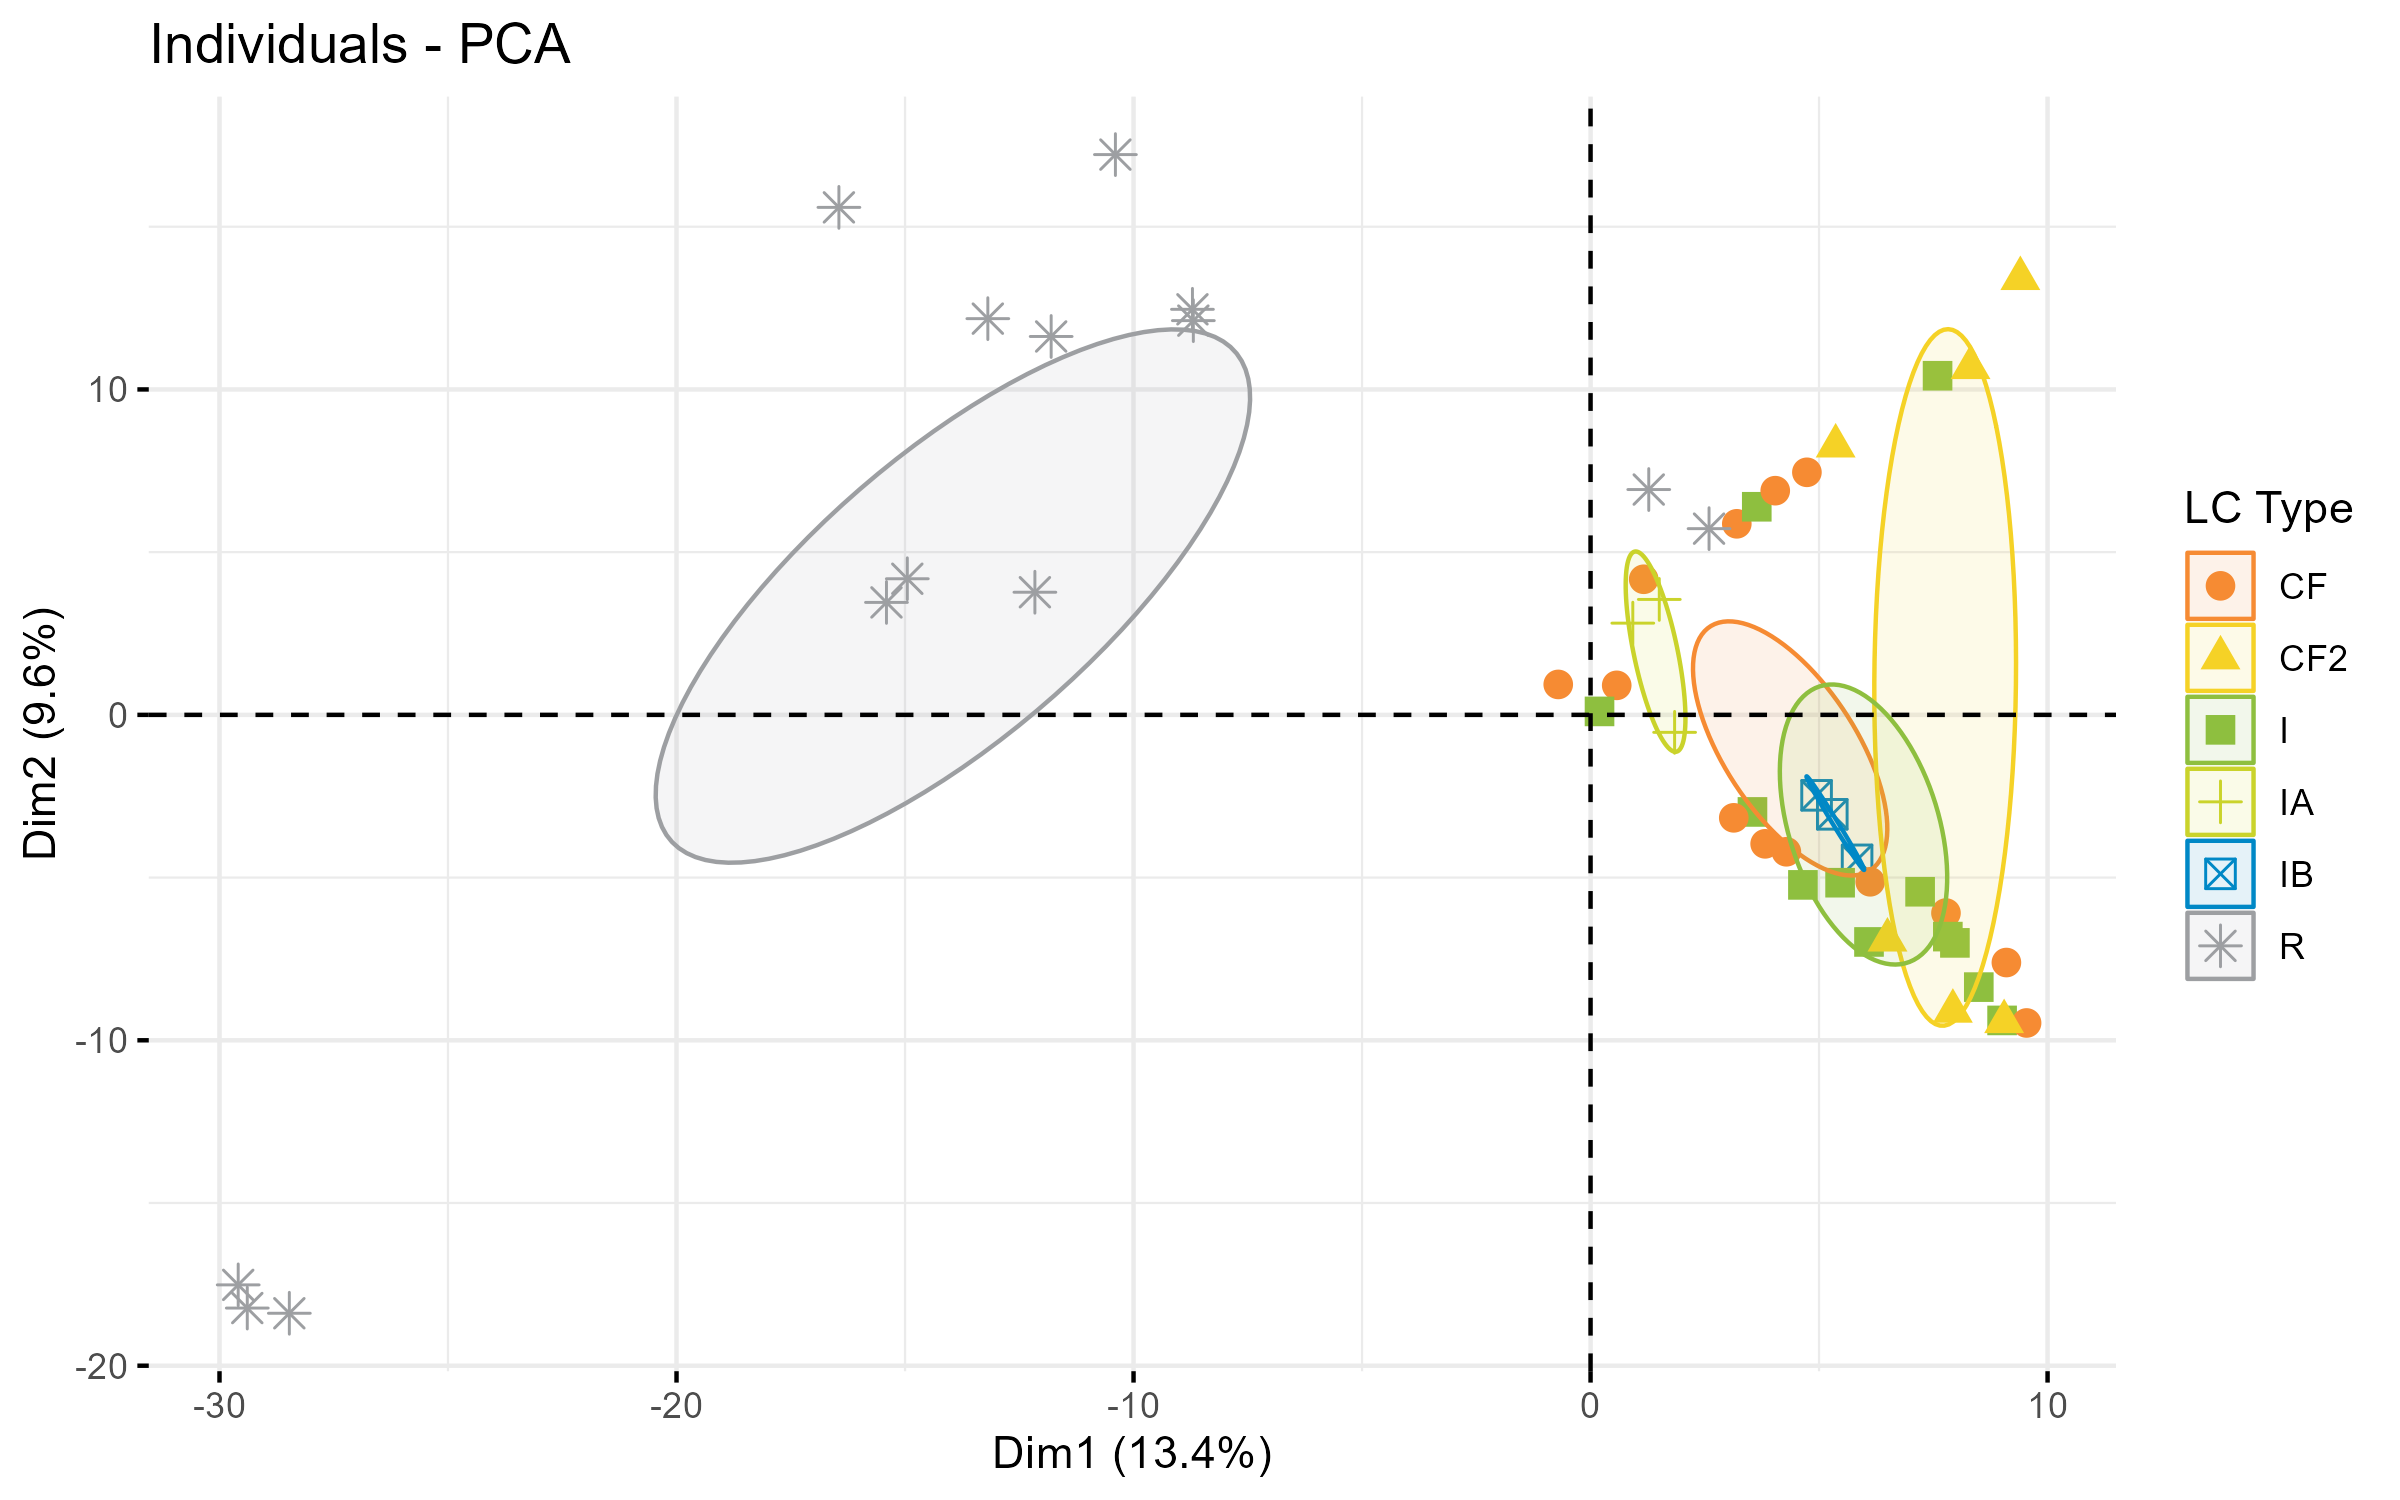 Individuals - PCA
10
0
-10
-20
-30
-20
-10
0
10
Dim1 (13.4%)
Dim2 (9.6%)
LC Type
CF
CF2
I
IA
IB
R